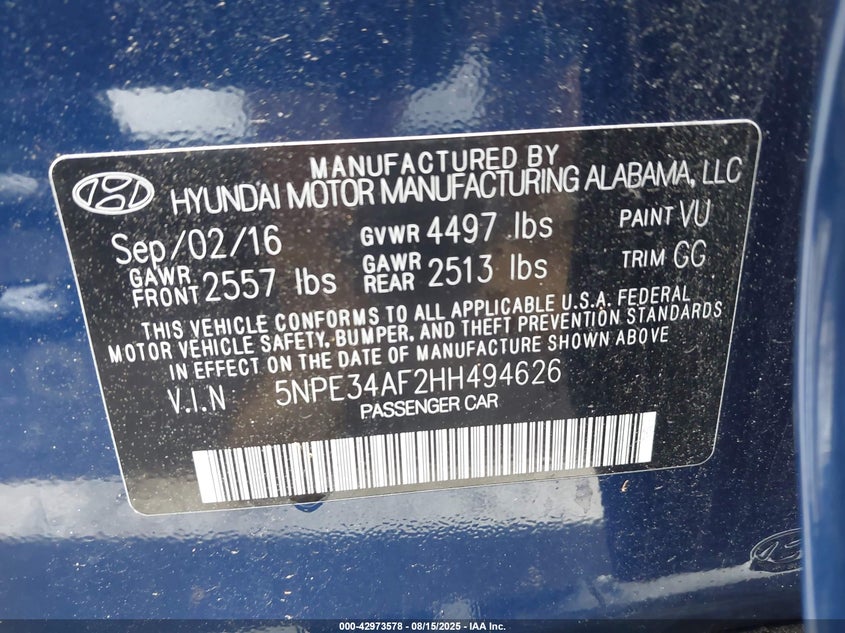 MANUFACTURED BY
HYUNDAI MOTOR MANUFACTURING ALABAMA, LLC
Sep/02/16 GVWR 4497 lbs PAINT VU
GAWR FRONT 2557 lbs GAWR REAR 2513 lbs TRIM GG
THIS VEHICLE CONFORMS TO ALL APPLICABLE U.S.A. FEDERAL
MOTOR VEHICLE SAFETY, BUMPER, AND THEFT PREVENTION STANDARDS
IN EFFECT ON THE DATE OF MANUFACTURE SHOWN ABOVE
V.I.N 5NPE34AF2HH494626
PASSENGER CAR
000-42973578 - 08/15/2025 - IAA Inc.